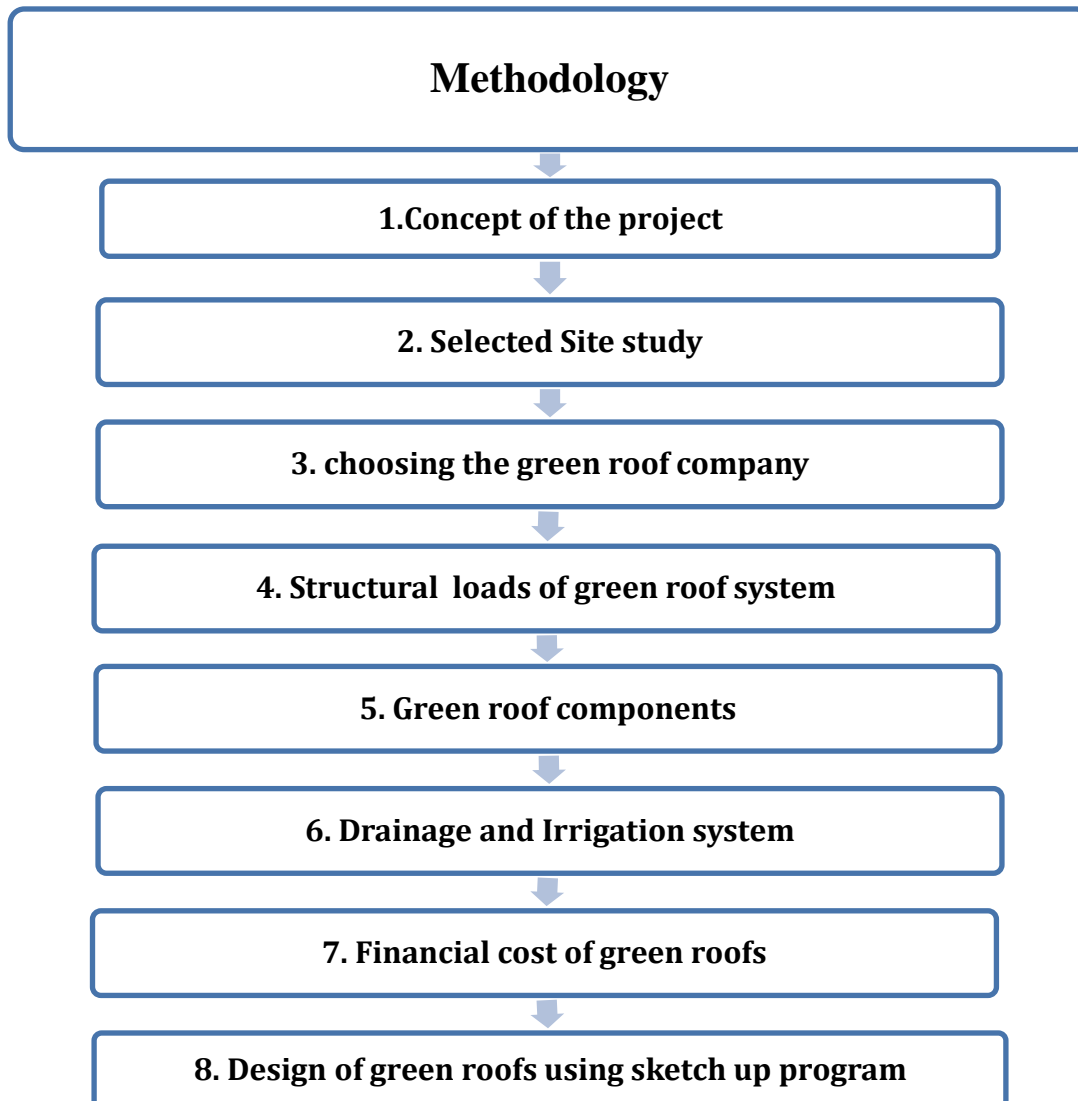 Methodology
1.Concept of the project
2. Selected Site study
3. choosing the green roof company
4. Structural  loads of green roof system
5. Green roof components
6. Drainage and Irrigation system
7. Financial cost of green roofs
8. Design of green roofs using sketch up program